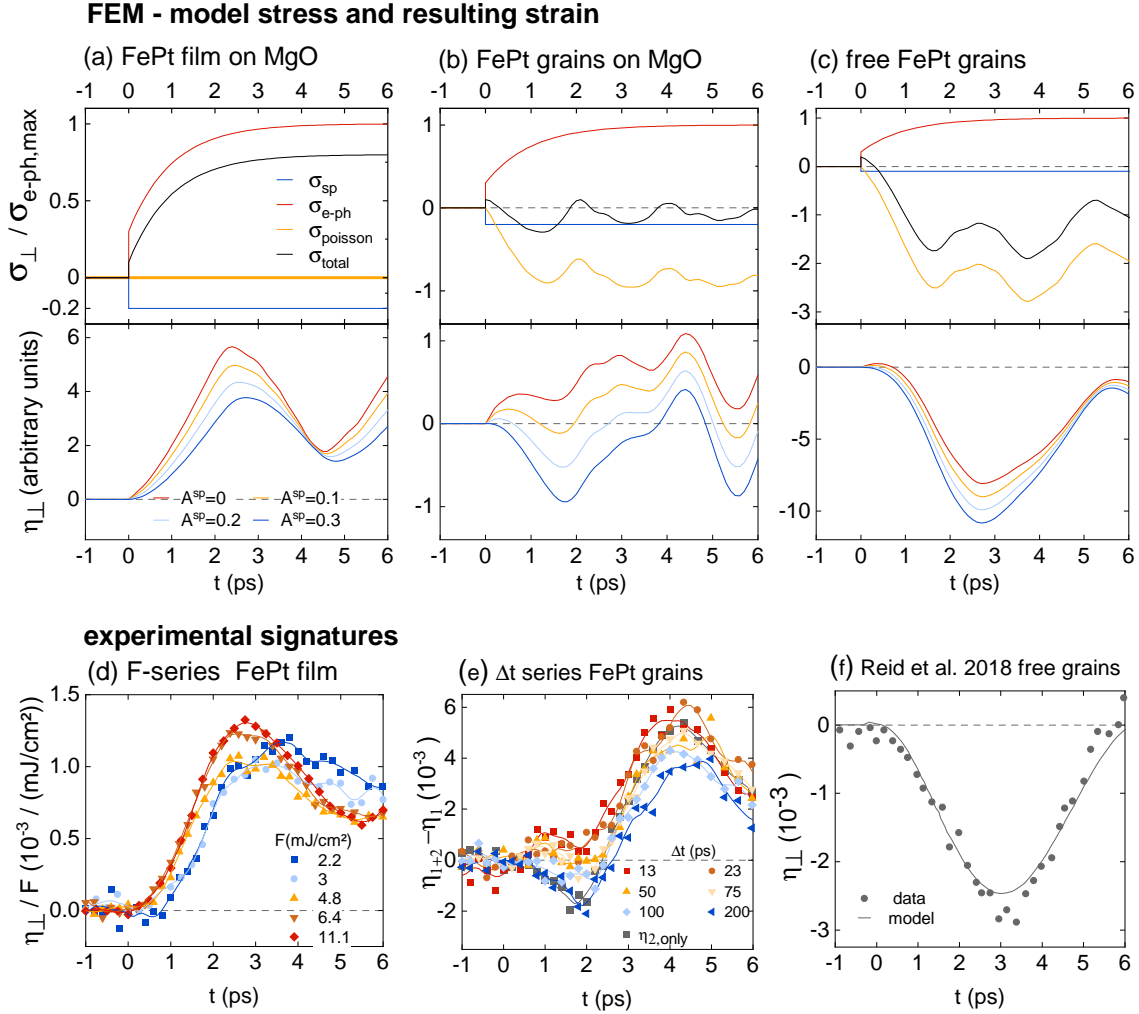 FEM - model stress and resulting strain
(a) FePt film on MgO
(b) FePt grains on MgO
(c) free FePt grains
-1 0 1 2 3 4 5 6
-1 0 1 2 3 4 5 6
-1 0 1 2 3 4 5 6
σ⊥ / σe-ph,max
1
0.5
0
-0.2
σsp
σe-ph
σpoisson
σtotal
1
0
-1
1
0
-1
-2
-3
η⊥ (arbitrary units)
6
4
2
0
Asp=0
Asp=0.1
Asp=0.2
Asp=0.3
1
0
-1
0
-5
-10
-1 0 1 2 3 4 5 6
-1 0 1 2 3 4 5 6
-1 0 1 2 3 4 5 6
t (ps)
t (ps)
t (ps)
experimental signatures
(d) F-series FePt film
(e) Δt series FePt grains
(f) Reid et al. 2018 free grains
η⊥ / F (10-3 / (mJ/cm²))
1.5
1.0
0.5
0.0
F(mJ/cm²)
2.2
3
4.8
6.4
11.1
η1+2 -η1 (10-3)
6
4
2
0
-2
Δt (ps)
13
23
50
75
100
200
η2,only
η⊥ (10-3)
0
-1
-2
-3
data
model
-1 0 1 2 3 4 5 6
-1 0 1 2 3 4 5 6
-1 0 1 2 3 4 5 6
t (ps)
t (ps)
t (ps)